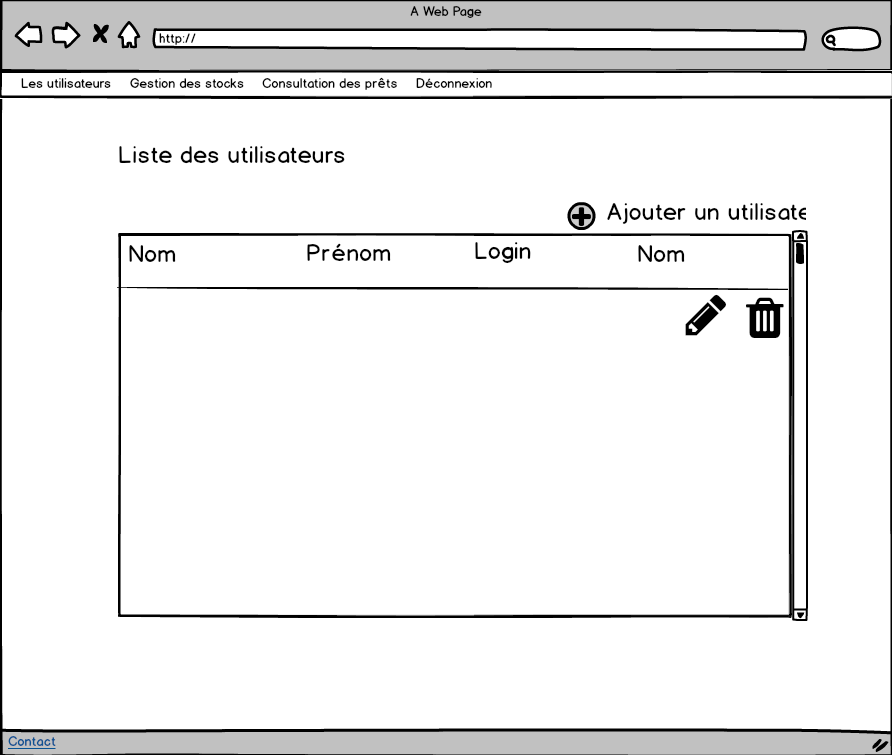 A Web Page
http://
Les utilisateurs Gestion des stocks Consultation des prêts Déconnexion
Liste des utilisateurs
Ajouter un utilisate
Nom Prénom Login Nom
Contact